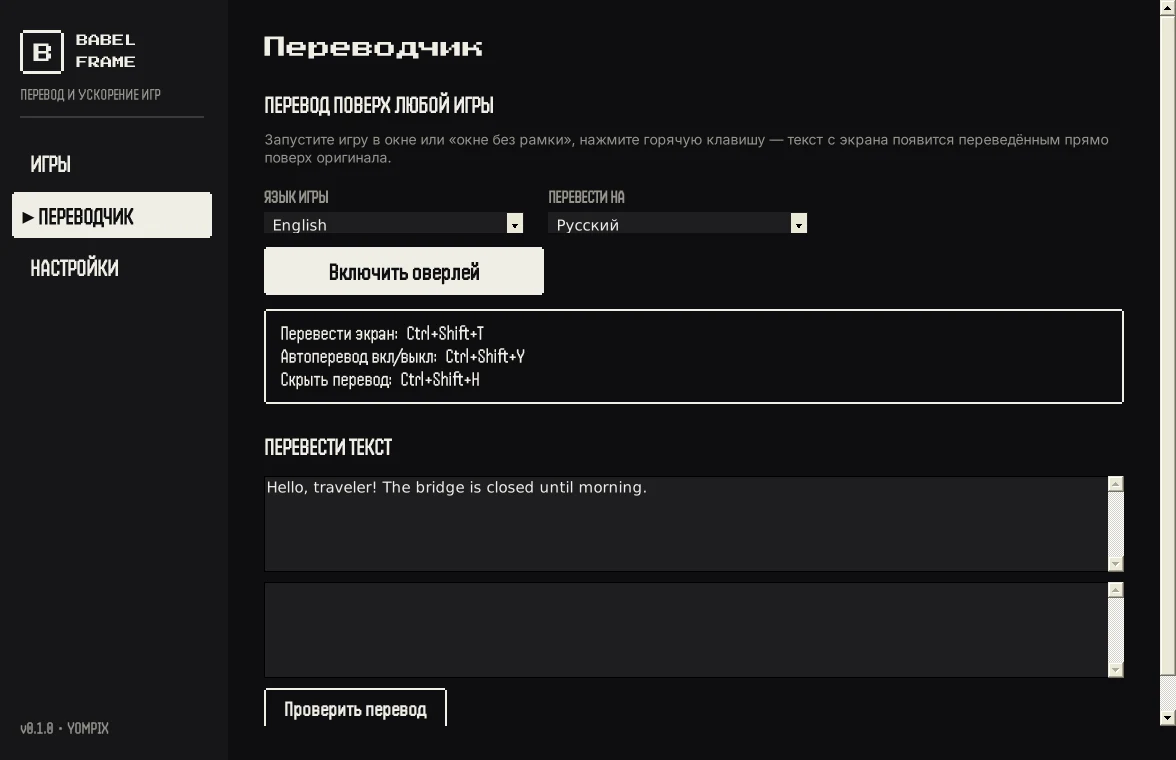 B
BABEL
FRAME
ПЕРЕВОД И УСКОРЕНИЕ ИГР
ИГРЫ
▶ ПЕРЕВОДЧИК
НАСТРОЙКИ
v0.1.0 · YOMPIX
Переводчик
ПЕРЕВОД ПОВЕРХ ЛЮБОЙ ИГРЫ
Запустите игру в окне или «окне без рамки», нажмите горячую клавишу — текст с экрана появится переведённым прямо
поверх оригинала.
ЯЗЫК ИГРЫ
ПЕРЕВЕСТИ НА
English
Русский
Включить оверлей
Перевести экран: Ctrl+Shift+T
Автоперевод вкл/выкл: Ctrl+Shift+Y
Скрыть перевод: Ctrl+Shift+H
ПЕРЕВЕСТИ ТЕКСТ
Hello, traveler! The bridge is closed until morning.
Проверить перевод